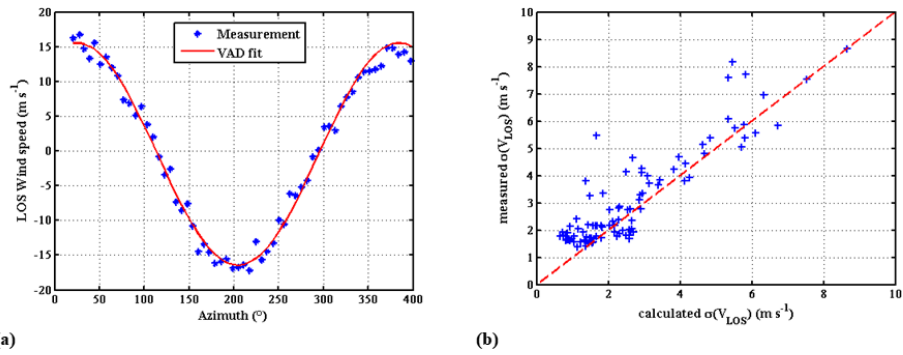 20
15
10
5
0
-5
-10
-15
-20
LOS Wind speed (m s-1)
Measurement
VAD fit
0 50 100 150 200 250 300 350 400
Azimuth (°)
(a)
10
9
8
7
6
5
4
3
2
1
0
measured σ(VLOS) (m s-1)
0 2 4 6 8 10
calculated σ(VLOS) (m s-1)
(b)